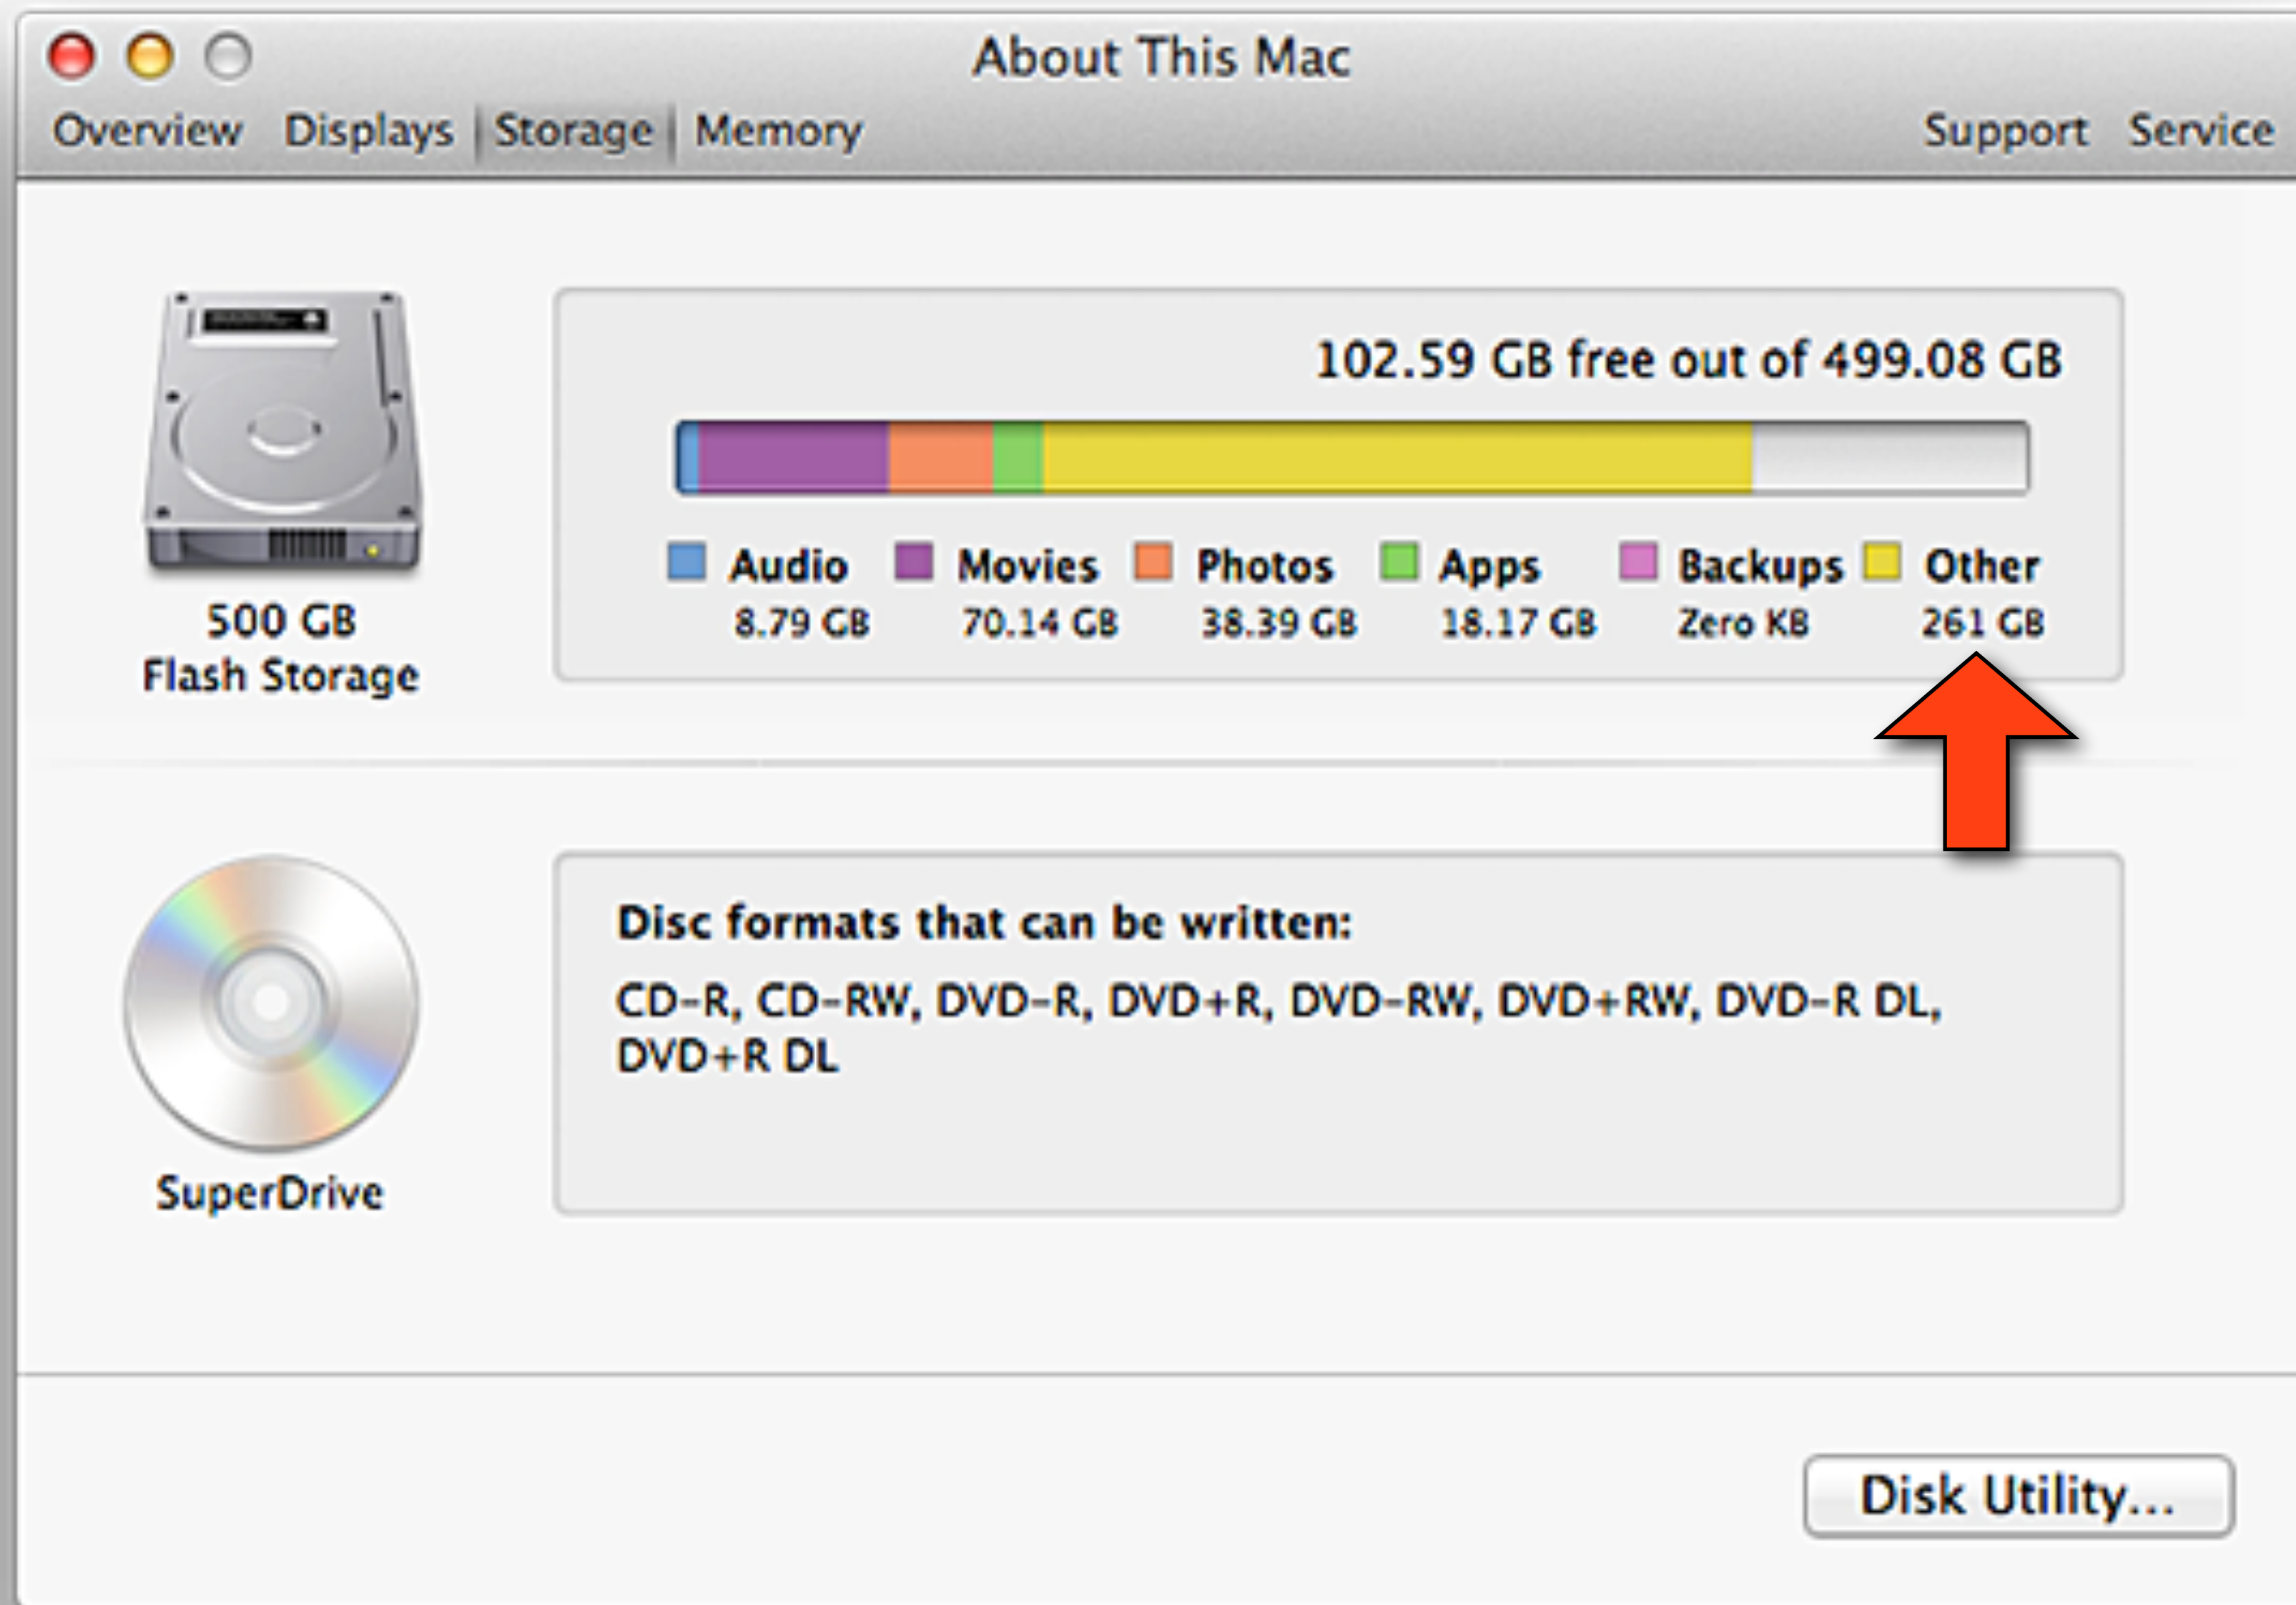 About This Mac
Overview Displays Storage Memory Support Service
102.59 GB free out of 499.08 GB
Audio Movies Photos Apps Backups Other
8.79 GB 70.14 GB 38.39 GB 18.17 GB Zero KB 261 GB
500 GB
Flash Storage
Disc formats that can be written:
CD-R, CD-RW, DVD-R, DVD+R, DVD-RW, DVD+RW, DVD-R DL,
DVD+R DL
SuperDrive
Disk Utility...